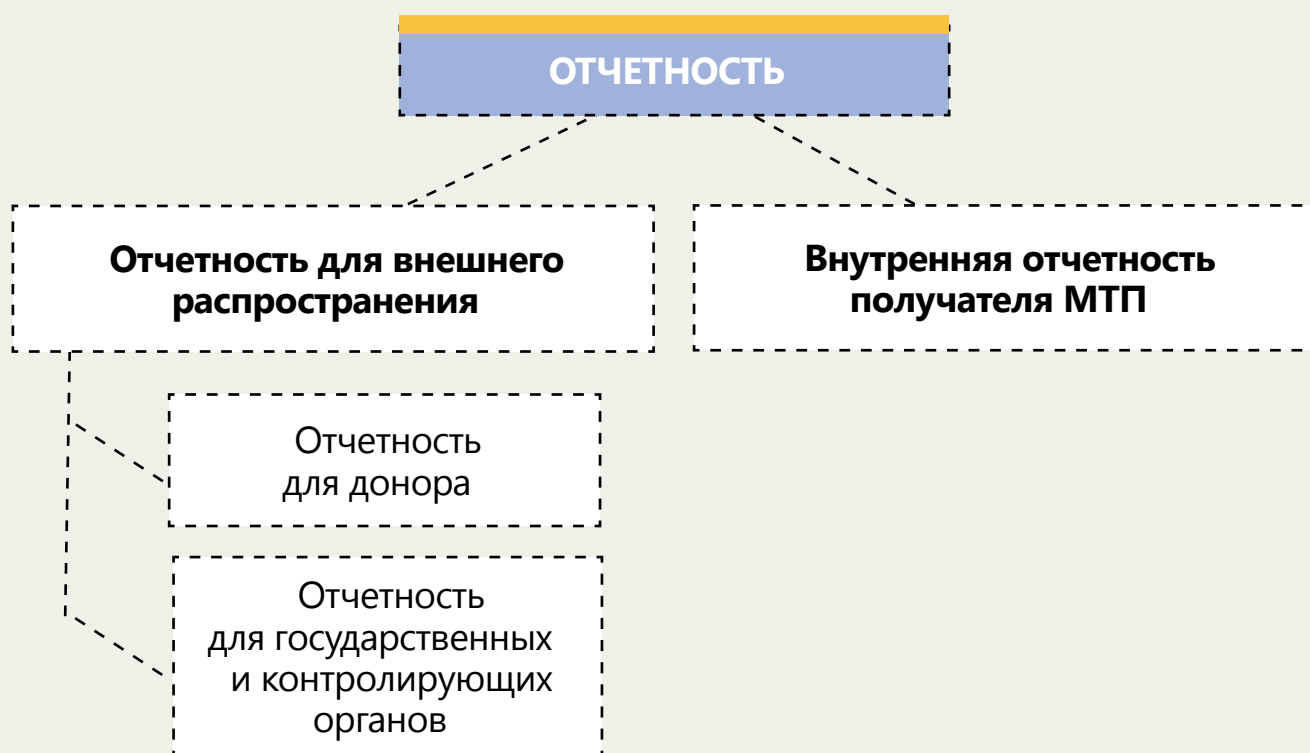 ОТЧЕТНОСТЬ
Отчетность для внешнего
распространения
Внутренняя отчетность
получателя МТП
Отчетность
для донора
Отчетность
для государственных
и контролирующих
органов